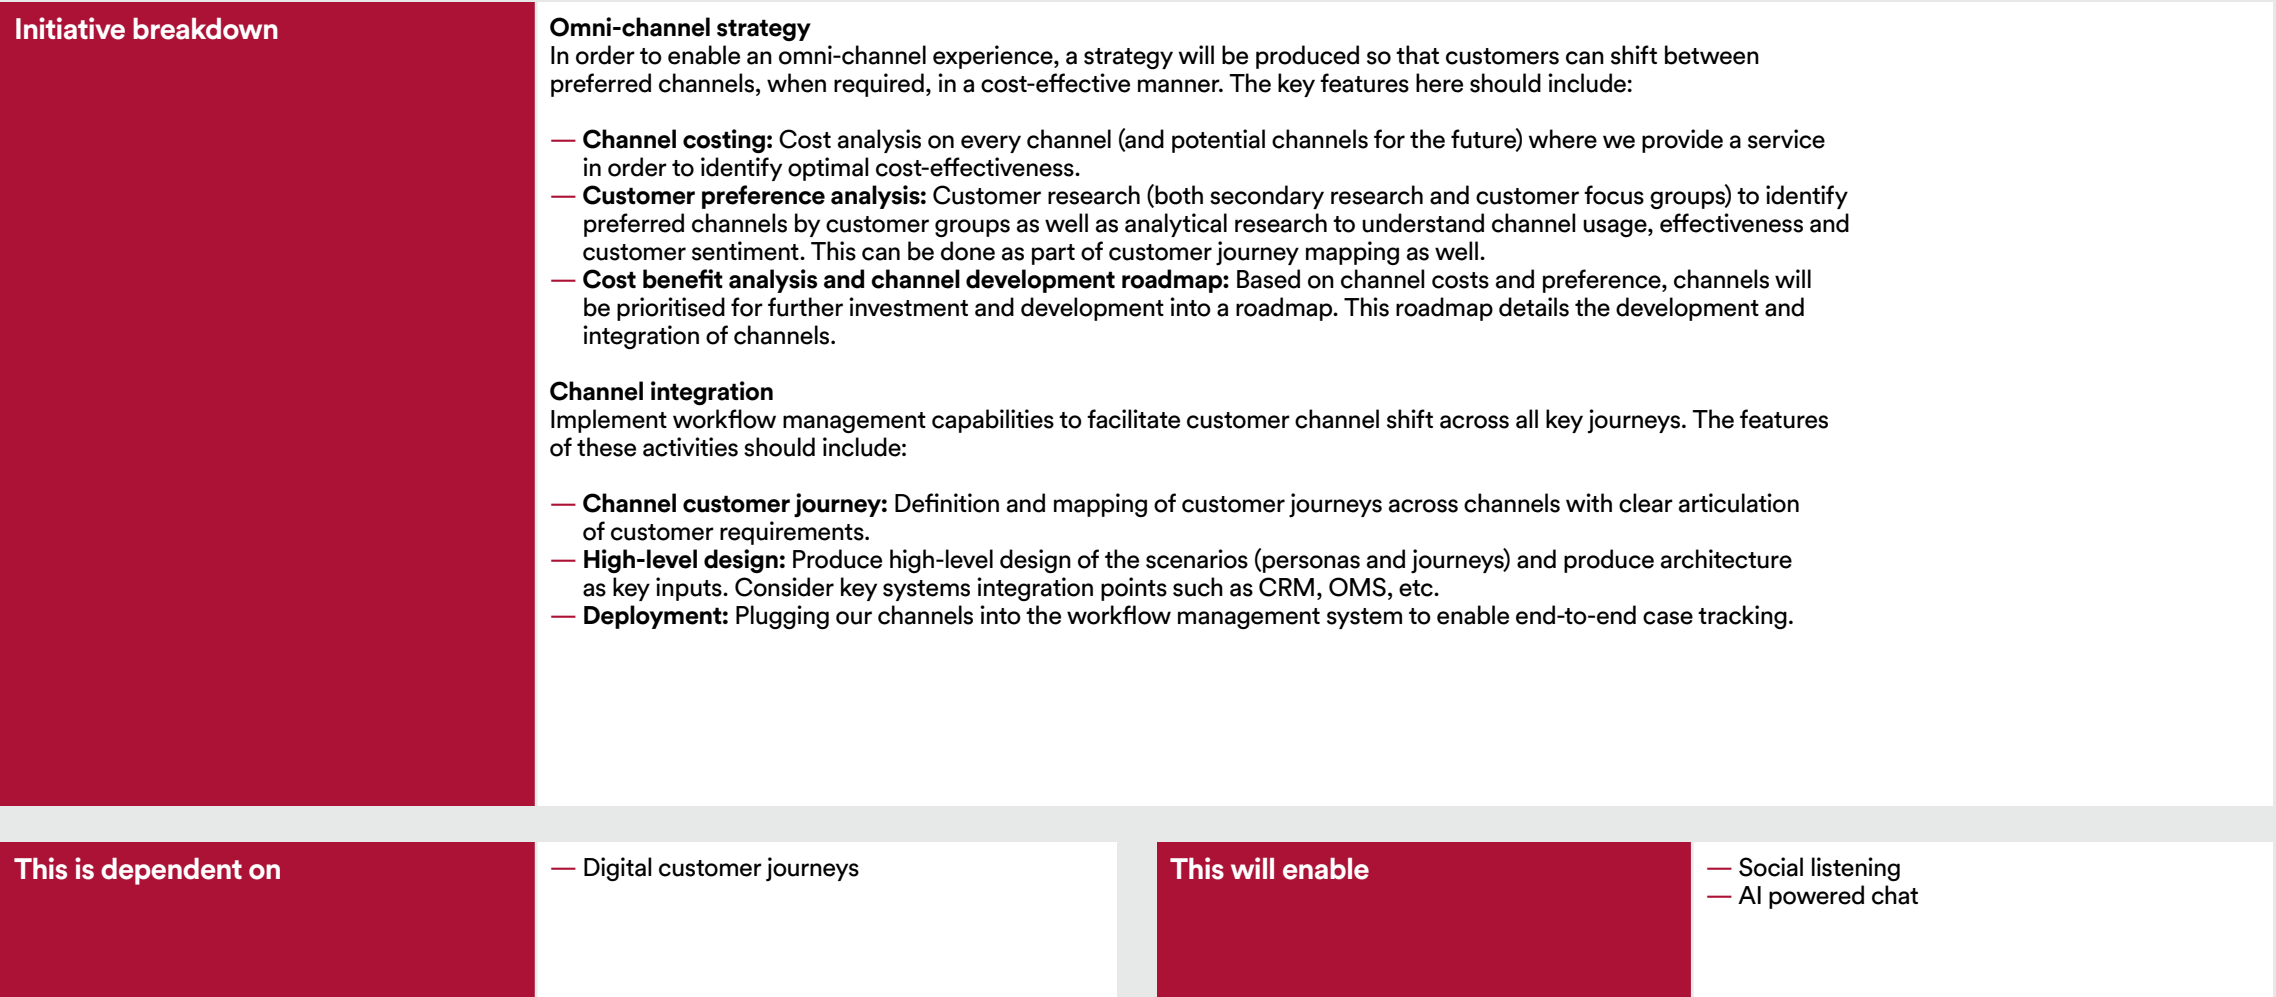 Initiative breakdown
Omni-channel strategy
In order to enable an omni-channel experience, a strategy will be produced so that customers can shift between
preferred channels, when required, in a cost-effective manner. The key features here should include:
— Channel costing: Cost analysis on every channel (and potential channels for the future) where we provide a service
in order to identify optimal cost-effectiveness.
— Customer preference analysis: Customer research (both secondary research and customer focus groups) to identify
preferred channels by customer groups as well as analytical research to understand channel usage, effectiveness and
customer sentiment. This can be done as part of customer journey mapping as well.
— Cost benefit analysis and channel development roadmap: Based on channel costs and preference, channels will
be prioritised for further investment and development into a roadmap. This roadmap details the development and
integration of channels.
Channel integration
Implement workflow management capabilities to facilitate customer channel shift across all key journeys. The features
of these activities should include:
— Channel customer journey: Definition and mapping of customer journeys across channels with clear articulation
of customer requirements.
— High-level design: Produce high-level design of the scenarios (personas and journeys) and produce architecture
as key inputs. Consider key systems integration points such as CRM, OMS, etc.
— Deployment: Plugging our channels into the workflow management system to enable end-to-end case tracking.
This is dependent on
— Digital customer journeys
This will enable
— Social listening
— AI powered chat